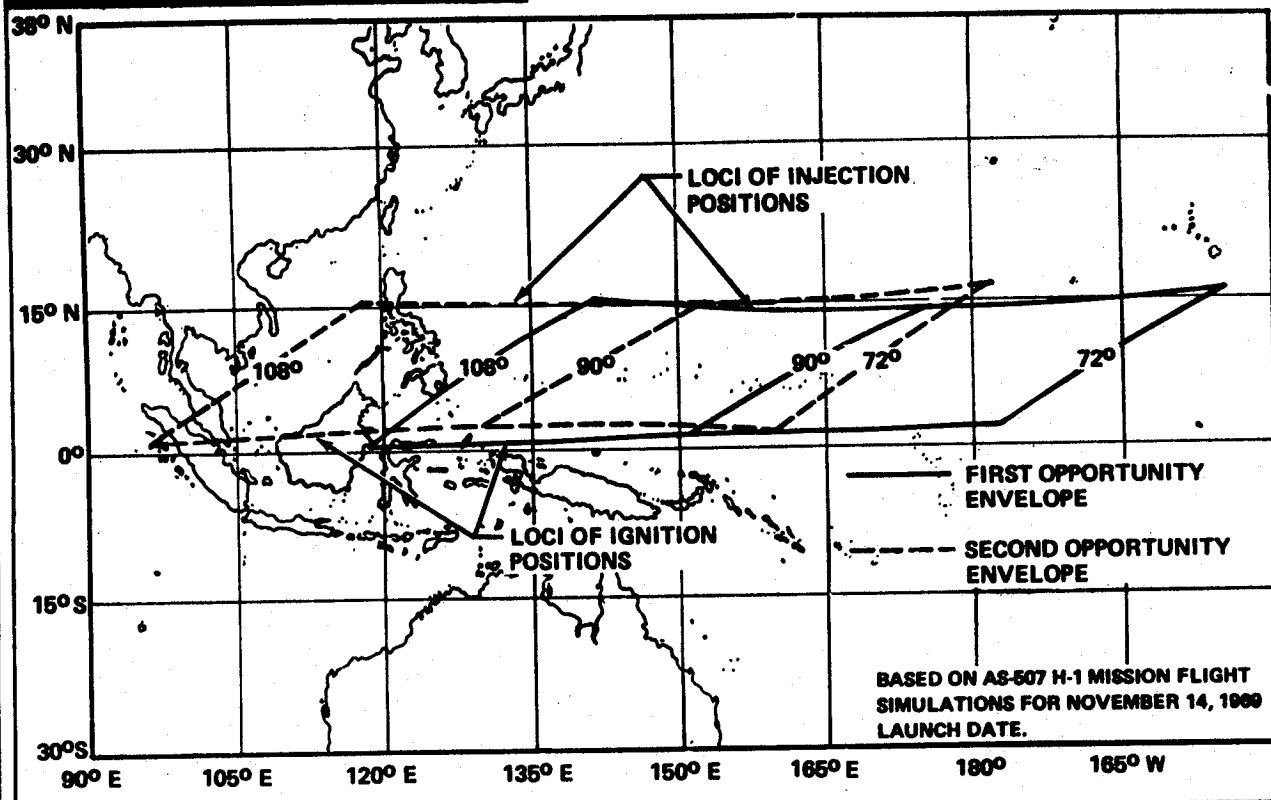 38° N
30° N
15° N
0°
15° S
30° S
90° E
105° E
120° E
135° E
150° E
165° E
180°
165° W
LOCI OF INJECTION
POSITIONS
108°
108°
90°
90°
72°
72°
LOCI OF IGNITION
POSITIONS
FIRST OPPORTUNITY
ENVELOPE
SECOND OPPORTUNITY
ENVELOPE
BASED ON AS-507 H-1 MISSION FLIGHT
SIMULATIONS FOR NOVEMBER 14, 1969
LAUNCH DATE.